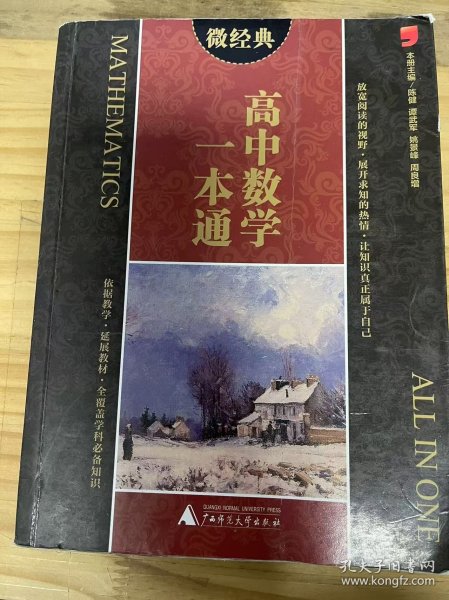 微经典
高中数学
一本通
MATHEMATICS
ALL IN ONE
本册主编/陈健 谭武军 姚景峰 周良增
放宽阅读的视野·展开求知的热情·让知识真正属于自己
依据教学·延展教材·全覆盖学科必备知识
GUANGXI NORMAL UNIVERSITY PRESS
广西师范大学出版社
孔夫子旧书网
book.kongfz.com